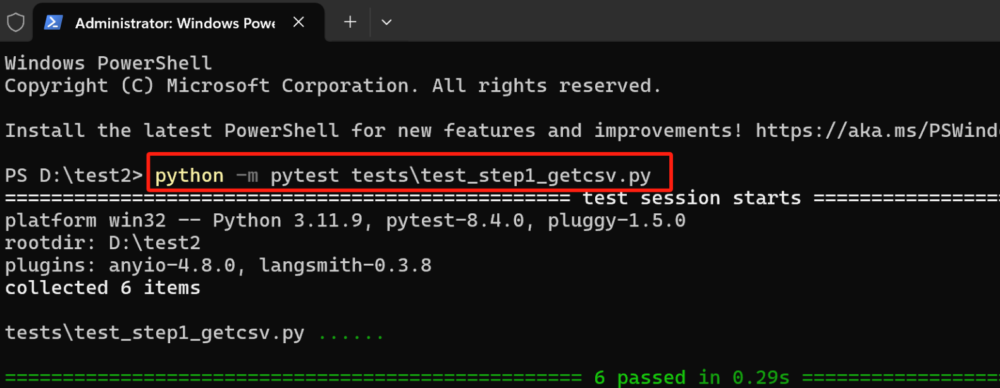 Administrator: Windows Powe
Windows PowerShell
Copyright (C) Microsoft Corporation. All rights reserved.
Install the latest PowerShell for new features and improvements! https://aka.ms/PSWind
PS D:\test2> python -m pytest tests\test_step1_getcsv.py
================================================= test session starts ================
platform win32 -- Python 3.11.9, pytest-8.4.0, pluggy-1.5.0
rootdir: D:\test2
plugins: anyio-4.8.0, langsmith-0.3.8
collected 6 items
tests\test_step1_getcsv.py ......
================================================== 6 passed in 0.29s =================